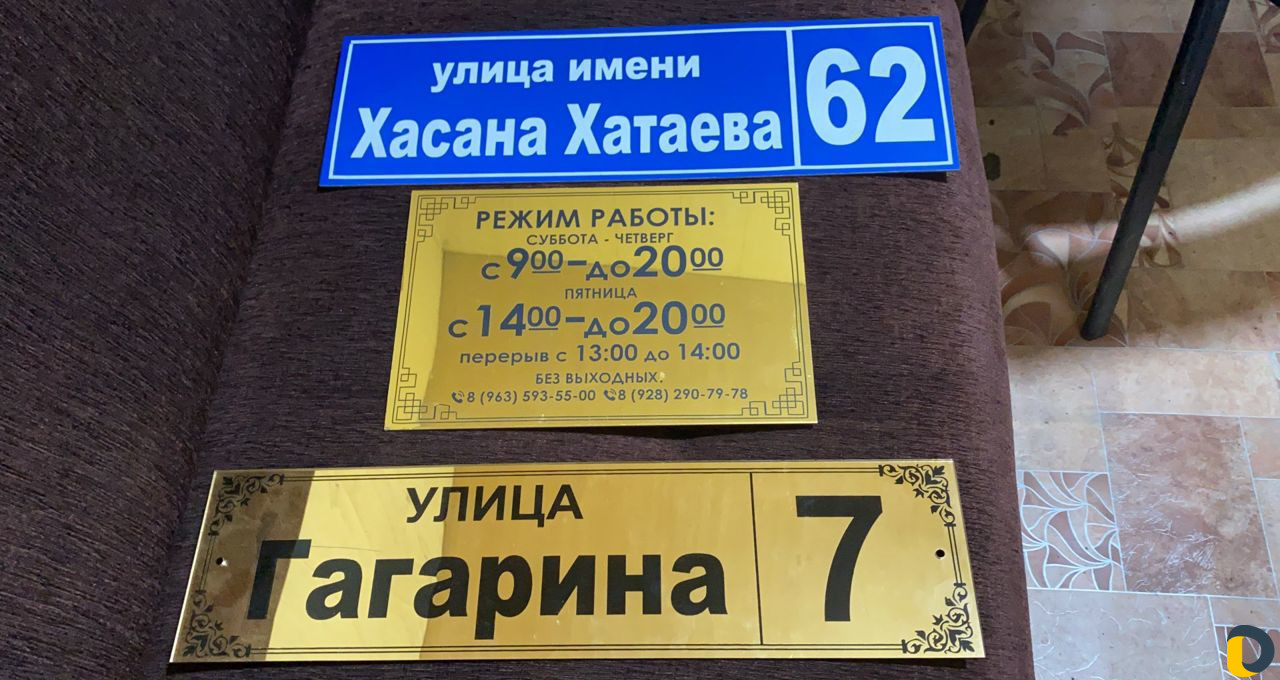 улица имени
Хасана Хатаева
62
РЕЖИМ РАБОТЫ:
СУББОТА - ЧЕТВЕРГ
с 9⁰⁰-до 20⁰⁰
ПЯТНИЦА
с 14⁰⁰-до 20⁰⁰
перерыв с 13:00 до 14:00
БЕЗ ВЫХОДНЫХ.
8 (963) 593-55-00 8 (928) 290-79-78
УЛИЦА
Гагарина
7